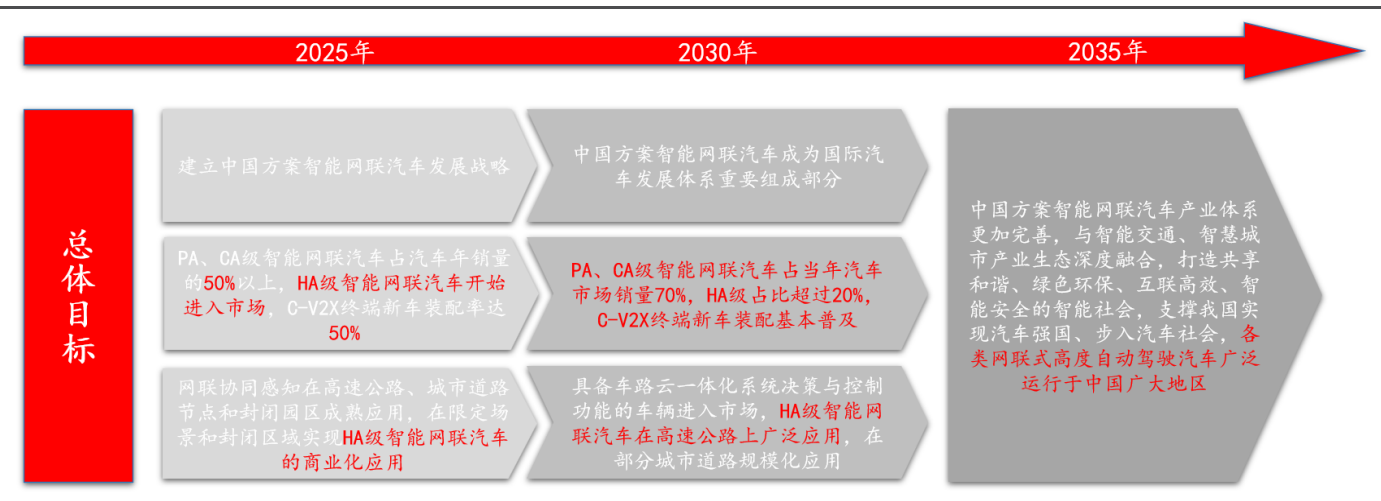 2025年
2030年
2035年
总体目标
建立中国方案智能网联汽车发展战略
中国方案智能网联汽车成为国际汽
车发展体系重要组成部分
PA、CA级智能网联汽车占汽车年销量
的50%以上，HA级智能网联汽车开始
进入市场，C-V2X终端新车装配率达
50%
PA、CA级智能网联汽车占当年汽车
市场销量70%，HA级占比超过20%，
C-V2X终端新车装配基本普及
网联协同感知在高速公路、城市道路
节点和封闭园区成熟应用，在限定场
景和封闭区域实现HA级智能网联汽车
的商业化应用
具备车路云一体化系统决策与控制
功能的车辆进入市场，HA级智能网
联汽车在高速公路上广泛应用，在
部分城市道路规模化应用
中国方案智能网联汽车产业体系
更加完善，与智能交通、智慧城
市产业生态深度融合，打造共享
和谐、绿色环保、互联高效、智
能安全的智能社会，支撑我国实
现汽车强国、步入汽车社会，各
类网联式高度自动驾驶汽车广泛
运行于中国广大地区